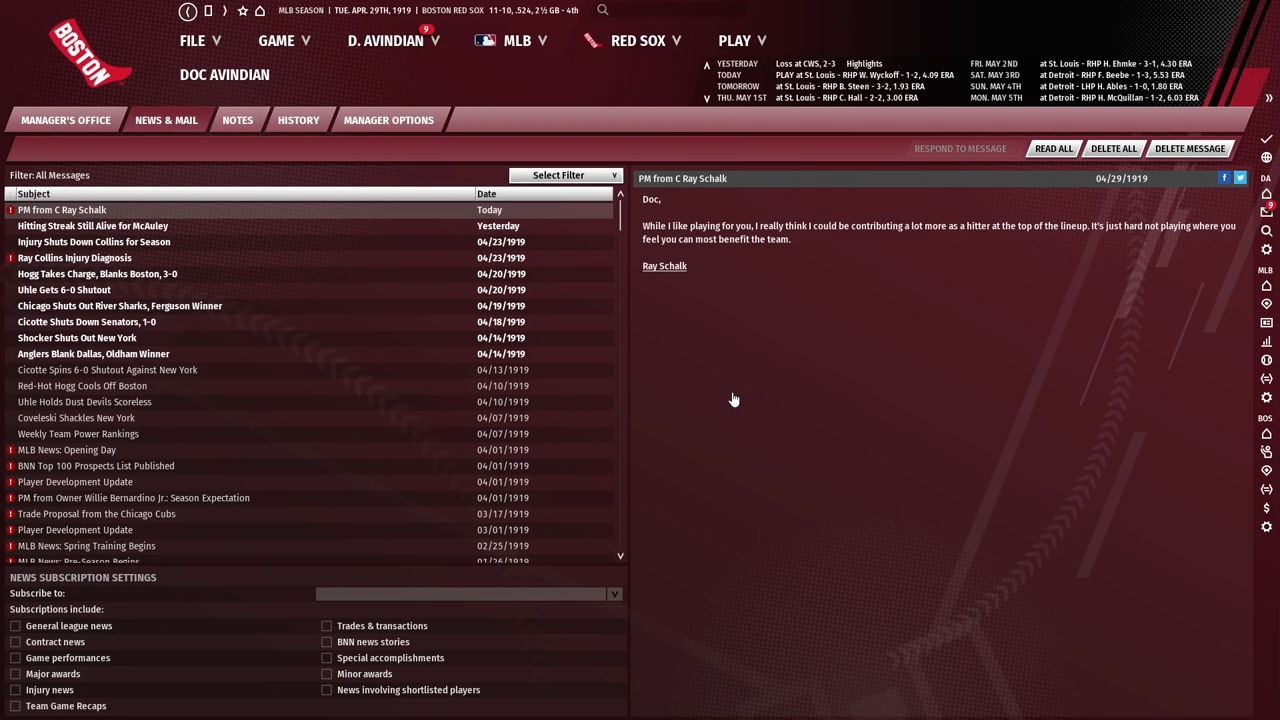 MLB SEASON | TUE. APR. 29TH, 1919 | BOSTON RED SOX 11-10, .524, 2½ GB - 4th
BOSTON
FILE
GAME
D. AVINDIAN
9
MLB
RED SOX
PLAY
DOC AVINDIAN
YESTERDAY Loss at CWS, 2-3 Highlights
TODAY PLAY at St. Louis - RHP W. Wyckoff - 1-2, 4.09 ERA
TOMORROW at St. Louis - RHP B. Steen - 3-2, 1.93 ERA
THU. MAY 1ST at St. Louis - RHP C. Hall - 2-2, 3.00 ERA
FRI. MAY 2ND at St. Louis - RHP H. Ehmke - 3-1, 4.30 ERA
SAT. MAY 3RD at Detroit - RHP F. Beebe - 1-3, 5.53 ERA
SUN. MAY 4TH at Detroit - LHP H. Ables - 1-0, 1.80 ERA
MON. MAY 5TH at Detroit - RHP H. McQuillan - 1-2, 6.03 ERA
MANAGER'S OFFICE
NEWS & MAIL
NOTES
HISTORY
MANAGER OPTIONS
RESPOND TO MESSAGE
READ ALL
DELETE ALL
DELETE MESSAGE
Filter: All Messages
Select Filter
Subject Date
PM from C Ray Schalk Today
Hitting Streak Still Alive for McAuley Yesterday
Injury Shuts Down Collins for Season 04/23/1919
Ray Collins Injury Diagnosis 04/23/1919
Hogg Takes Charge, Blanks Boston, 3-0 04/20/1919
Uhle Gets 6-0 Shutout 04/20/1919
Chicago Shuts Out River Sharks, Ferguson Winner 04/19/1919
Cicotte Shuts Down Senators, 1-0 04/18/1919
Shocker Shuts Out New York 04/14/1919
Anglers Blank Dallas, Oldham Winner 04/14/1919
Cicotte Spins 6-0 Shutout Against New York 04/13/1919
Red-Hot Hogg Cools Off Boston 04/10/1919
Uhle Holds Dust Devils Scoreless 04/10/1919
Coveleski Shackles New York 04/07/1919
Weekly Team Power Rankings 04/07/1919
MLB News: Opening Day 04/01/1919
BNN Top 100 Prospects List Published 04/01/1919
Player Development Update 04/01/1919
PM from Owner Willie Bernardino Jr.: Season Expectation 04/01/1919
Trade Proposal from the Chicago Cubs 03/17/1919
Player Development Update 03/01/1919
MLB News: Spring Training Begins 02/25/1919
MLB News: Pre-Season Begins 01/26/1919
NEWS SUBSCRIPTION SETTINGS
Subscribe to:
Subscriptions include:
General league news
Trades & transactions
Contract news
BNN news stories
Game performances
Special accomplishments
Major awards
Minor awards
Injury news
News involving shortlisted players
Team Game Recaps
PM from C Ray Schalk 04/29/1919
Doc,
While I like playing for you, I really think I could be contributing a lot more as a hitter at the top of the lineup. It's just hard not playing where you
feel you can most benefit the team.
Ray Schalk
DA
9
MLB
BOS